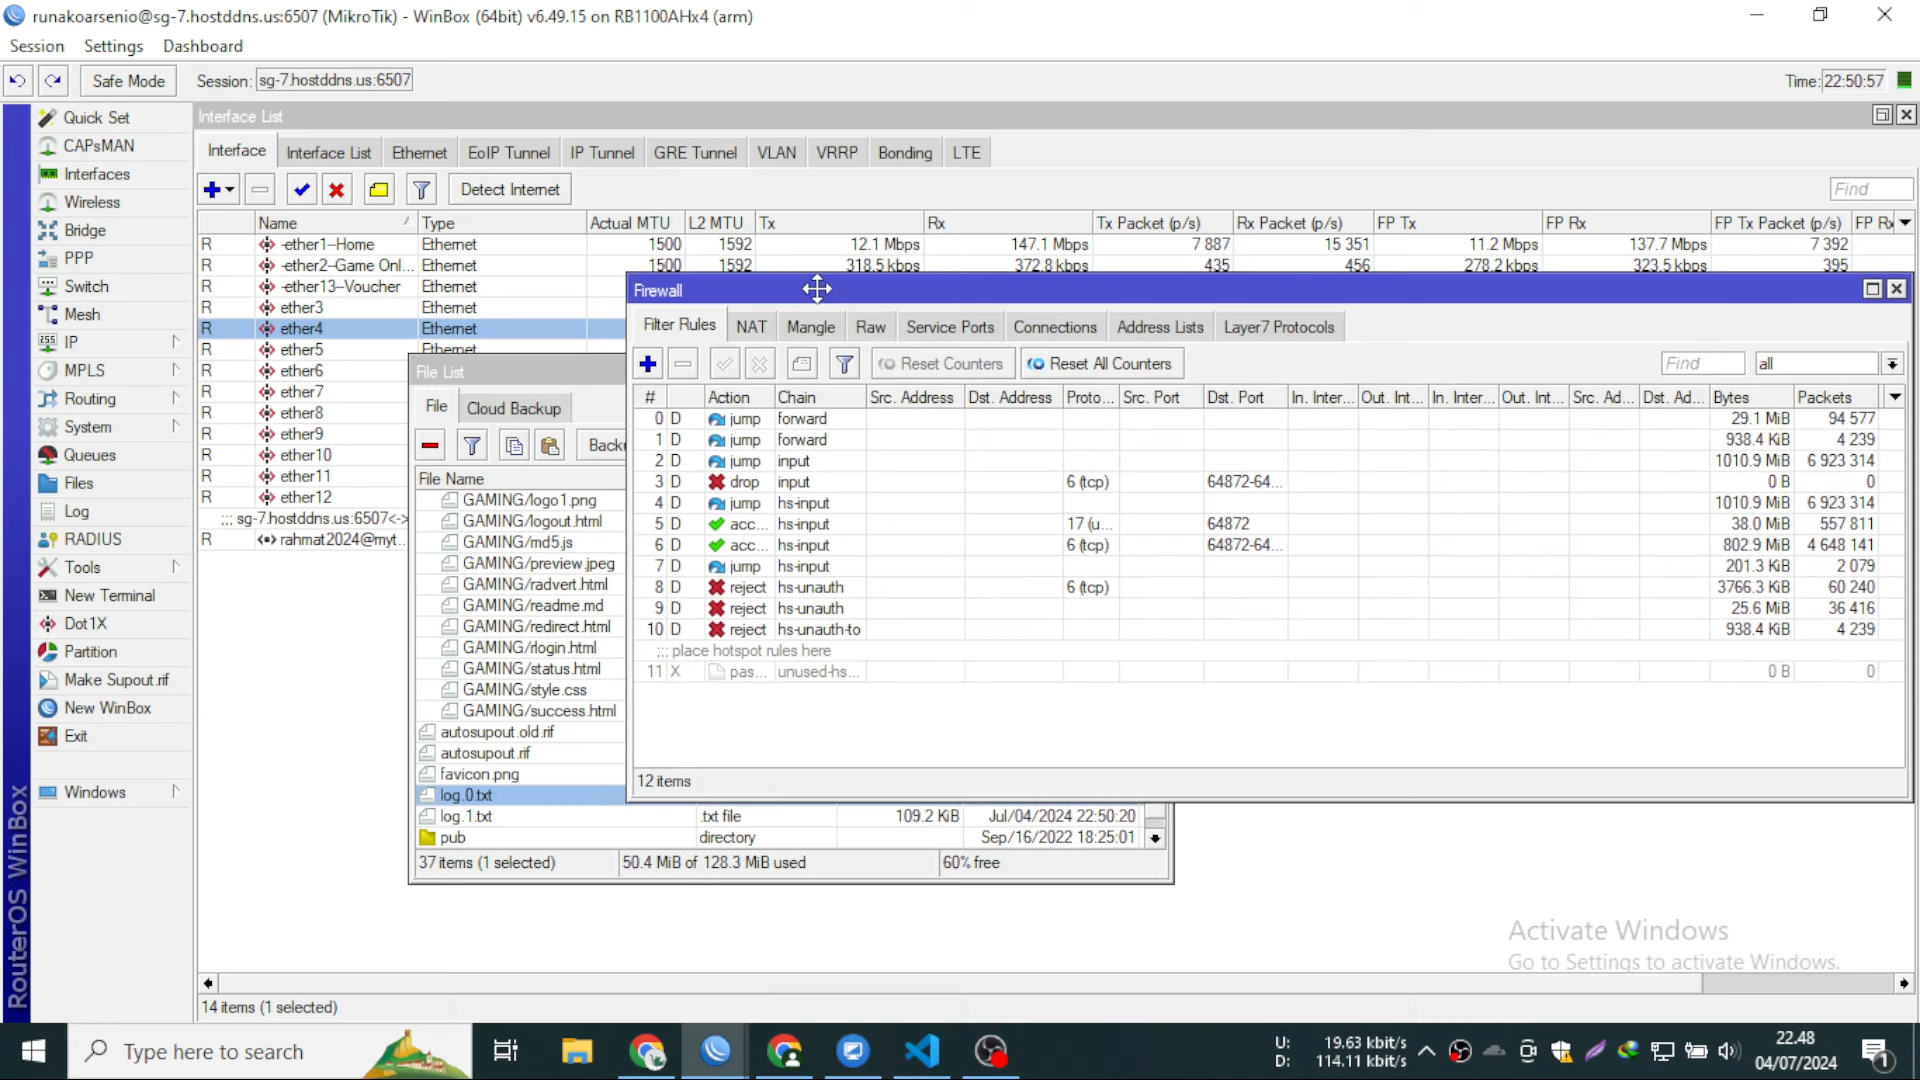 runakoarsenio@sg-7.hostddns.us:6507 (MikroTik) - WinBox (64bit) v6.49.15 on RB1100AHx4 (arm)
Session Settings Dashboard
Safe Mode Session: sg-7.hostddns.us:6507 Time: 22:50:57
Quick Set
CAPsMAN
Interfaces
Wireless
Bridge
PPP
Switch
Mesh
IP
MPLS
Routing
System
Queues
Files
Log
RADIUS
Tools
New Terminal
Dot1X
Partition
Make Supout.rif
New WinBox
Exit
Windows
RouterOS WinBox
Interface List
Interface Interface List Ethernet EoIP Tunnel IP Tunnel GRE Tunnel VLAN VRRP Bonding LTE
Detect Internet Find
Name Type Actual MTU L2 MTU Tx Rx Tx Packet (p/s) Rx Packet (p/s) FP Tx FP Rx FP Tx Packet (p/s) FP Rx
R -ether1--Home Ethernet 1500 1592 12.1 Mbps 147.1 Mbps 7 887 15 351 11.2 Mbps 137.7 Mbps 7 392
R -ether2--Game Onl... Ethernet 1500 1592 318.5 kbps 372.8 kbps 435 456 278.2 kbps 323.5 kbps 395
R -ether13--Voucher Ethernet
R ether3 Ethernet
R ether4 Ethernet
R ether5 Ethernet
R ether6
R ether7
R ether8
R ether9
R ether10
R ether11
R ether12
;;; sg-7.hostddns.us:6507<->
R rahmat2024@myt...
14 items (1 selected)
File List
File Cloud Backup
Backu
File Name
GAMING/logo1.png
GAMING/logout.html
GAMING/md5.js
GAMING/preview.jpeg
GAMING/radvert.html
GAMING/readme.md
GAMING/redirect.html
GAMING/rlogin.html
GAMING/status.html
GAMING/style.css
GAMING/success.html
autosupout.old.rif
autosupout.rif
favicon.png
log.0.txt
log.1.txt .txt file 109.2 KiB Jul/04/2024 22:50:20
pub directory Sep/16/2022 18:25:01
37 items (1 selected) 50.4 MiB of 128.3 MiB used 60% free
Firewall
Filter Rules NAT Mangle Raw Service Ports Connections Address Lists Layer7 Protocols
Reset Counters Reset All Counters Find all
# Action Chain Src. Address Dst. Address Proto... Src. Port Dst. Port In. Inter... Out. Int... In. Inter... Out. Int... Src. Ad... Dst. Ad... Bytes Packets
0 D jump forward 29.1 MiB 94 577
1 D jump forward 938.4 KiB 4 239
2 D jump input 1010.9 MiB 6 923 314
3 D drop input 6 (tcp) 64872-64... 0 B 0
4 D jump hs-input 1010.9 MiB 6 923 314
5 D acc... hs-input 17 (u... 64872 38.0 MiB 557 811
6 D acc... hs-input 6 (tcp) 64872-64... 802.9 MiB 4 648 141
7 D jump hs-input 201.3 KiB 2 079
8 D reject hs-unauth 6 (tcp) 3766.3 KiB 60 240
9 D reject hs-unauth 25.6 MiB 36 416
10 D reject hs-unauth-to 938.4 KiB 4 239
;;; place hotspot rules here
11 X pas... unused-hs... 0 B 0
12 items
Activate Windows
Go to Settings to activate Windows.
Type here to search
U: 19.63 kbit/s
D: 114.11 kbit/s
22.48
04/07/2024
1